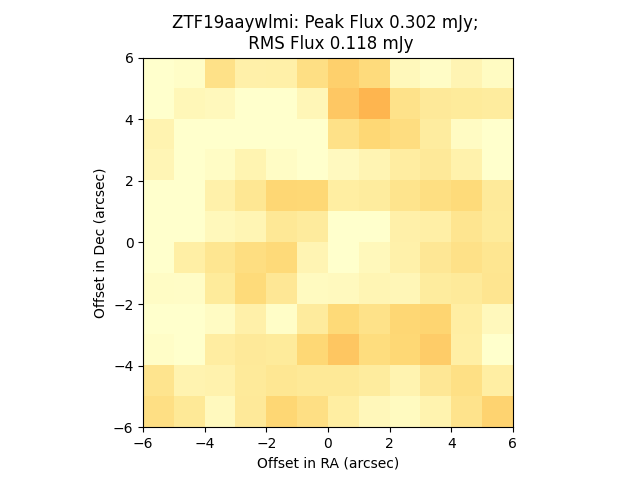 ZTF19aaywlmi: Peak Flux 0.302 mJy;
RMS Flux 0.118 mJy
6
4
2
0
−2
−4
−6
Offset in Dec (arcsec)
−6 −4 −2 0 2 4 6
Offset in RA (arcsec)